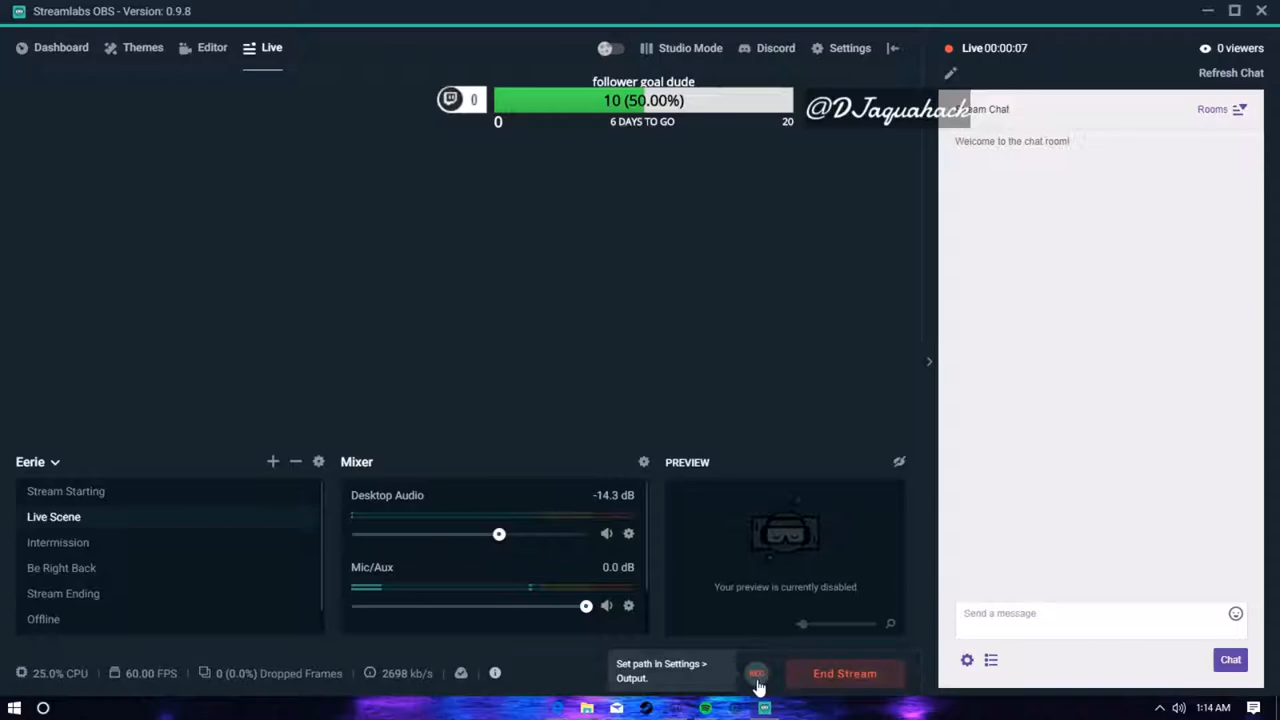 Streamlabs OBS - Version: 0.9.8
Dashboard Themes Editor Live Studio Mode Discord Settings
Live 00:00:07 0 viewers
Refresh Chat
follower goal dude
0 10 (50.00%)
0 6 DAYS TO GO 20
@DJaquahack
am Chat Rooms
Welcome to the chat room!
Eerie
Stream Starting
Live Scene
Intermission
Be Right Back
Stream Ending
Offline
Mixer
Desktop Audio -14.3 dB
Mic/Aux 0.0 dB
PREVIEW
Your preview is currently disabled
Send a message
Chat
25.0% CPU 60.00 FPS 0 (0.0%) Dropped Frames 2698 kb/s
Set path in Settings >
Output.
REC
End Stream
1:14 AM